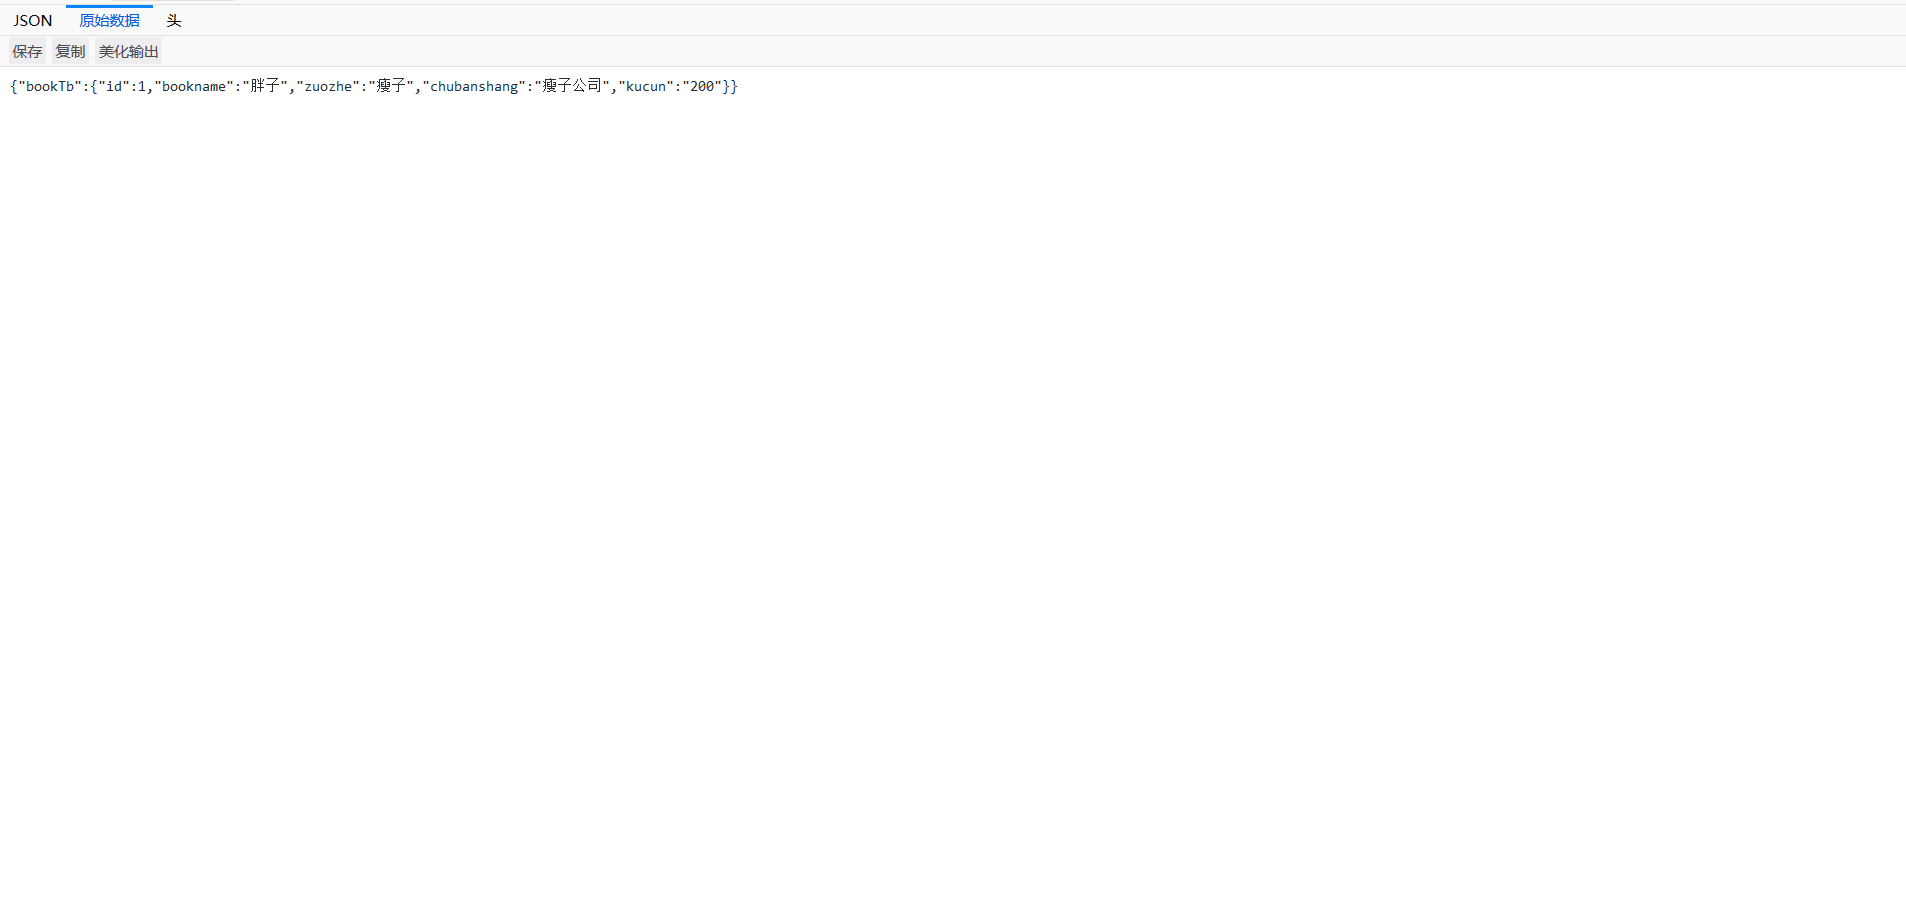 JSON 原始数据 头
保存 复制 美化输出
{"bookTb":{"id":1,"bookname":"胖子","zuozhe":"瘦子","chubanshang":"瘦子公司","kucun":"200"}}